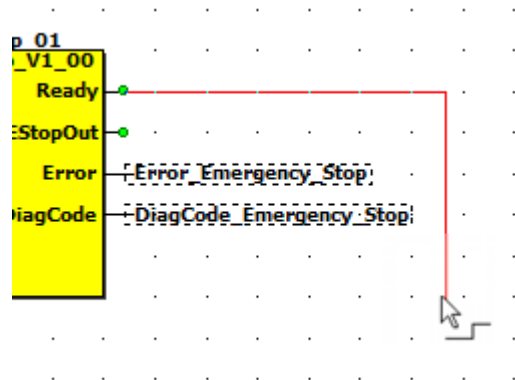 p_01
_V1_00
Ready
EStopOut
Error
Error_Emergency_Stop
DiagCode
DiagCode_Emergency_Stop